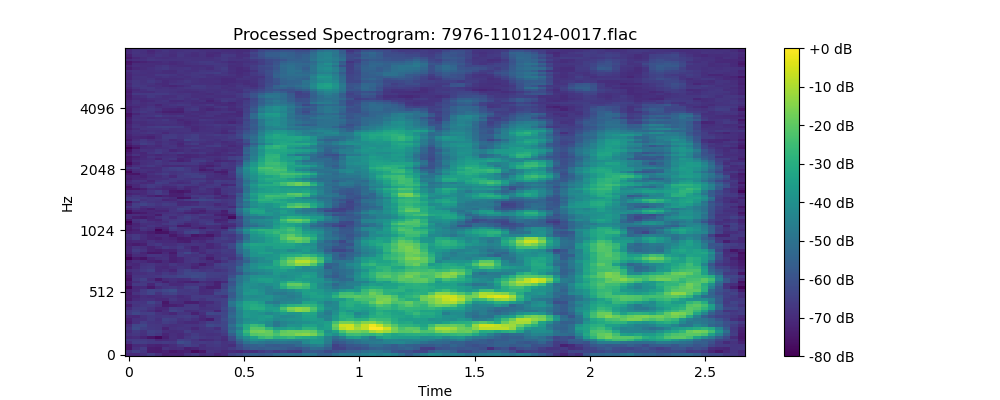 Processed Spectrogram: 7976-110124-0017.flac
Hz
4096
2048
1024
512
0
0
0.5
1
1.5
2
2.5
Time
+0 dB
-10 dB
-20 dB
-30 dB
-40 dB
-50 dB
-60 dB
-70 dB
-80 dB